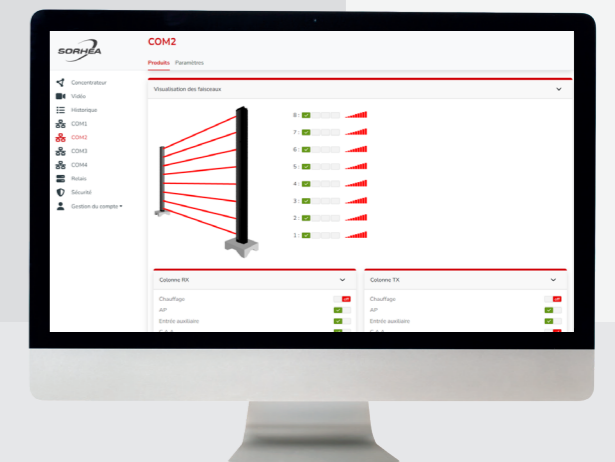 SORHEA
COM2
Produits Paramètres
Concentrateur
Vidéo
Historique
COM1
COM2
COM3
COM4
Relais
Sécurité
Gestion du compte
Visualisation des faisceaux
8 :
7 :
6 :
5 :
4 :
3 :
2 :
1 :
Colonne RX
Chauffage off
AP
Entrée auxiliaire
Colonne TX
Chauffage off
AP
Entrée auxiliaire